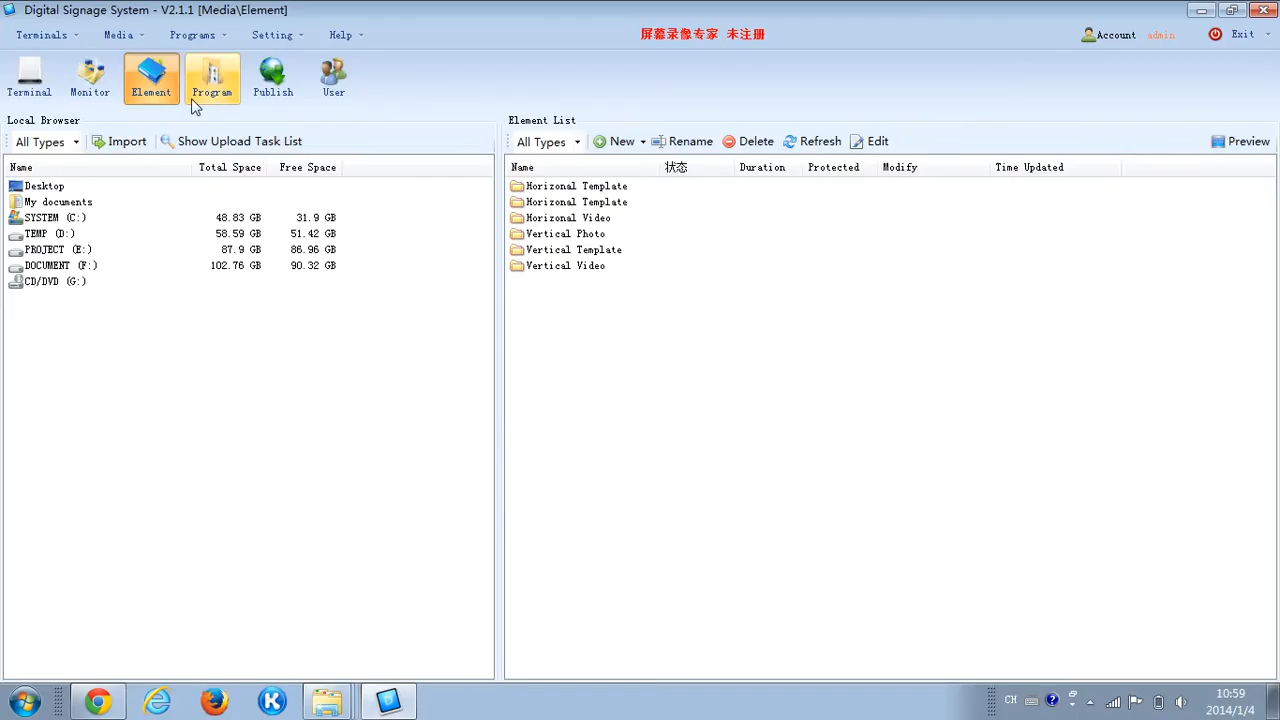 Digital Signage System - V2.1.1 [Media\Element]
Terminals Media Programs Setting Help 屏幕录像专家 未注册 Account admin Exit
Terminal Monitor Element Program Publish User
Local Browser Element List
All Types Import Show Upload Task List All Types New Rename Delete Refresh Edit Preview
Name Total Space Free Space Name 状态 Duration Protected Modify Time Updated
Desktop Horizonal Template
My documents Horizonal Template
SYSTEM (C:) 48.83 GB 31.9 GB Horizonal Video
TEMP (D:) 58.59 GB 51.42 GB Vertical Photo
PROJECT (E:) 87.9 GB 86.96 GB Vertical Template
DOCUMENT (F:) 102.76 GB 90.32 GB Vertical Video
CD/DVD (G:)
CH 10:59
2014/1/4